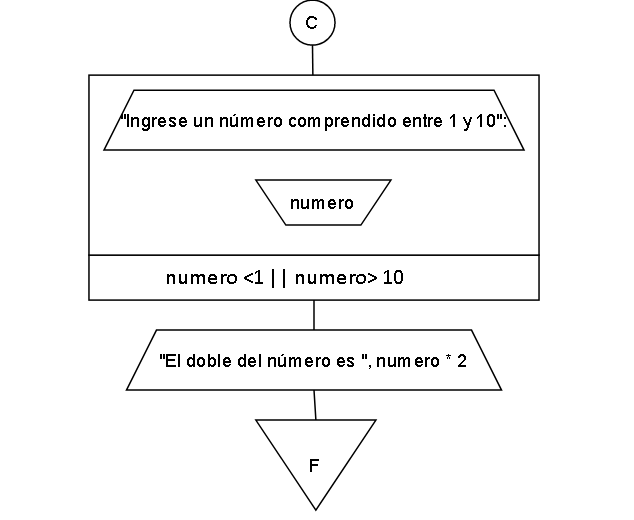 C
"Ingrese un número comprendido entre 1 y 10":
numero
numero <1 || numero> 10
"El doble del número es ", numero * 2
F